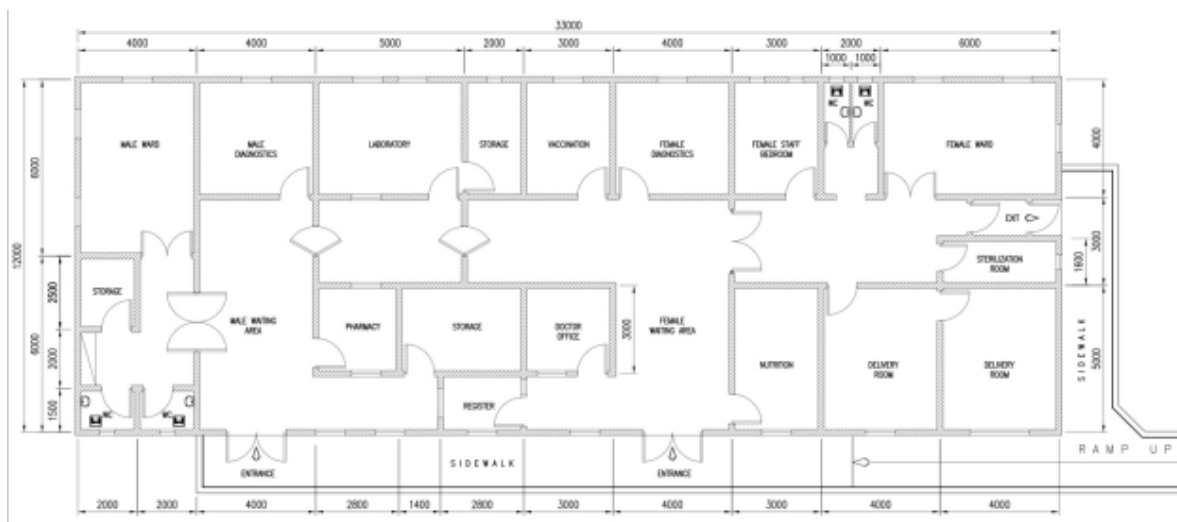 33000
4000 4000 5000 2000 3000 4000 3000 2000 6000
1000 1000
WC WC
MALE WARD
MALE
DIAGNOSTICS
LABORATORY
STORAGE
VACCINATION
FEMALE
DIAGNOSTICS
FEMALE STAFF
BEDROOM
FEMALE WARD
12000
6000
4000
EXIT
3000
STERILIZATION
ROOM
1600
6000
2500
STORAGE
MALE WAITING
AREA
PHARMACY
STORAGE
DOCTOR
OFFICE
3000
FEMALE
WAITING AREA
NUTRITION
DELIVERY
ROOM
DELIVERY
ROOM
SIDEWALK
5000
2000
1500
WC WC
REGISTER
RAMP UP
ENTRANCE
SIDEWALK
ENTRANCE
2000 2000 4000 2800 1400 2800 3000 4000 3000 4000 4000